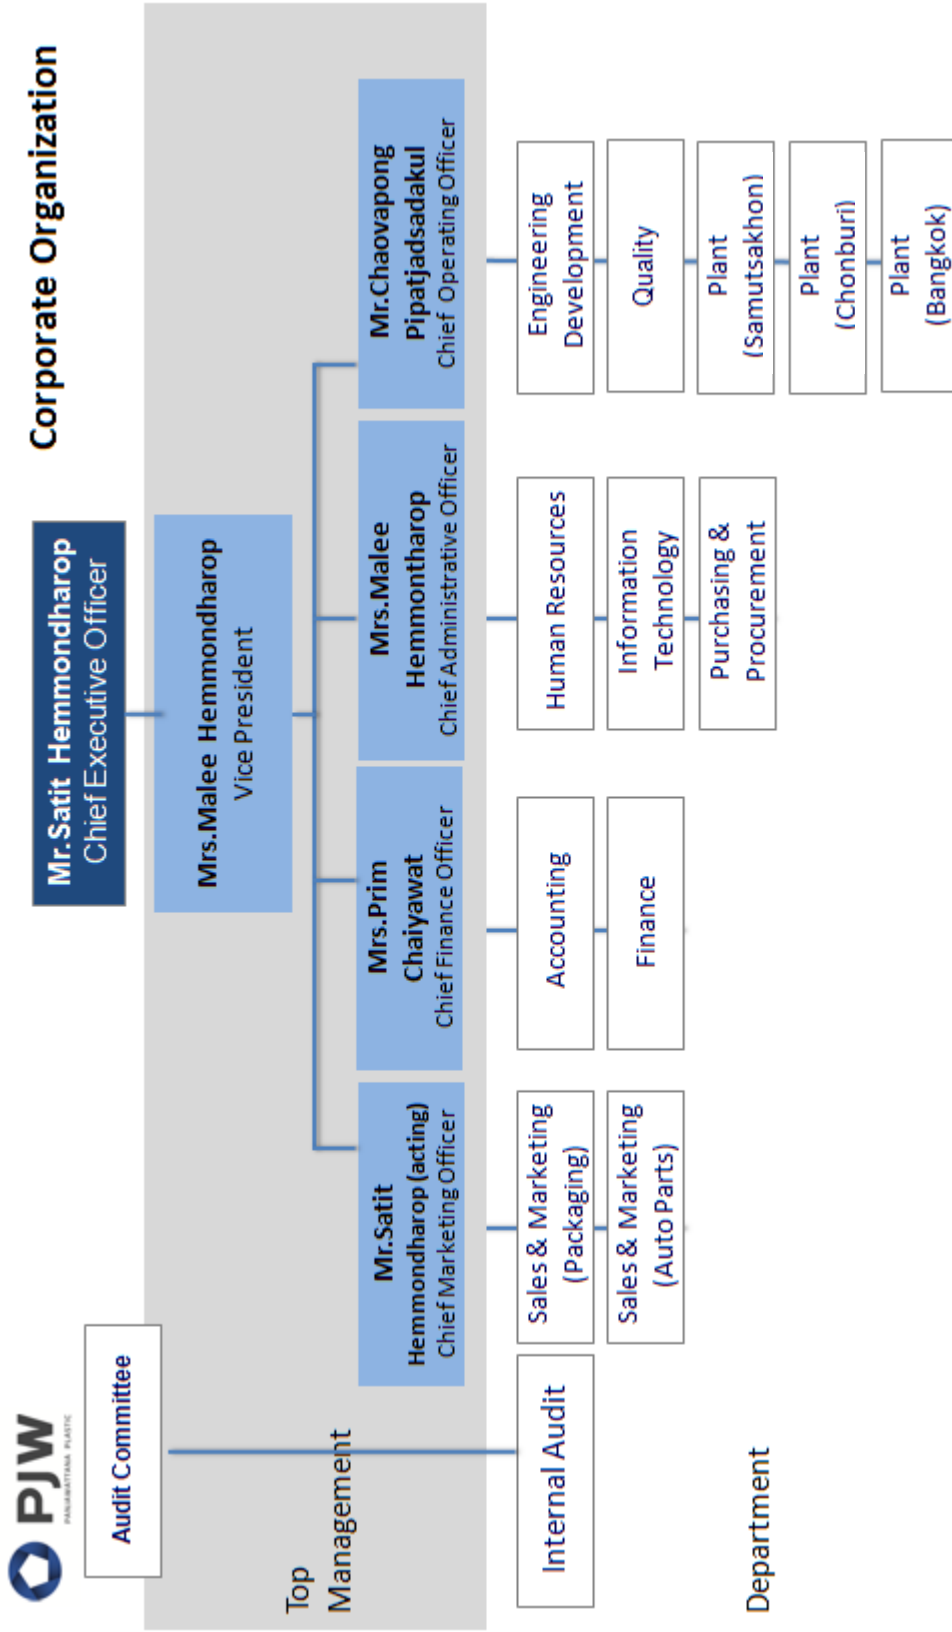 PJW
PANJAWATTANA PLASTIC
Corporate Organization
Audit Committee
Mr.Satit Hemmondharop
Chief Executive Officer
Top
Management
Mrs.Malee Hemmondharop
Vice President
Mr.Satit
Hemmondharop (acting)
Chief Marketing Officer
Mrs.Prim
Chaiyawat
Chief Finance Officer
Mrs.Malee
Hemmontharop
Chief Administrative Officer
Mr.Chaovapong
Pipatjadsadakul
Chief Operating Officer
Internal Audit
Sales & Marketing
(Packaging)
Sales & Marketing
(Auto Parts)
Accounting
Finance
Human Resources
Information
Technology
Purchasing &
Procurement
Engineering
Development
Quality
Plant
(Samutsakhon)
Plant
(Chonburi)
Plant
(Bangkok)
Department